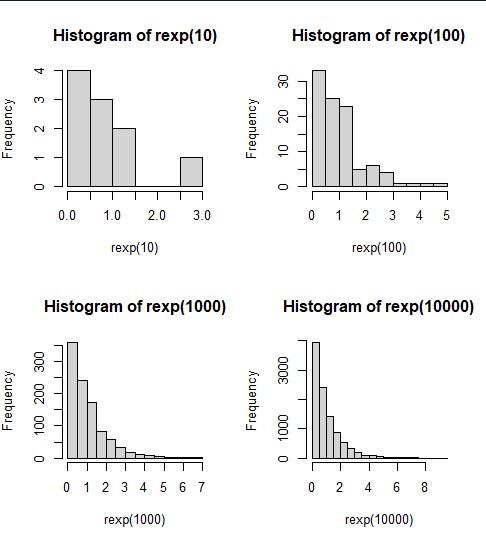 Histogram of rexp(10)
Frequency
4
3
2
1
0
0.0 1.0 2.0 3.0
rexp(10)
Histogram of rexp(100)
Frequency
30
20
10
0
0 1 2 3 4 5
rexp(100)
Histogram of rexp(1000)
Frequency
300
200
100
0
0 1 2 3 4 5 6 7
rexp(1000)
Histogram of rexp(10000)
Frequency
3000
1000
0
0 2 4 6 8
rexp(10000)